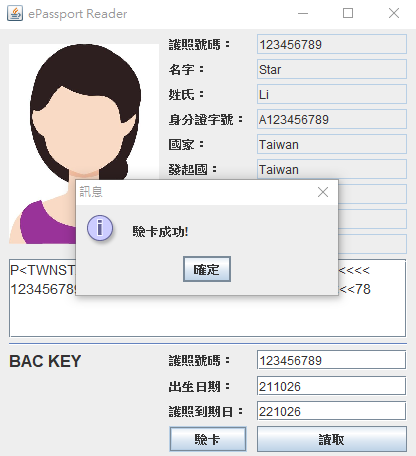 ePassport Reader
護照號碼： 123456789
名字： Star
姓氏： Li
身分證字號： A123456789
國家： Taiwan
發起國： Taiwan
訊息
驗卡成功!
確定
P<TWNST <<<<
123456789 <<78
BAC KEY
護照號碼： 123456789
出生日期： 211026
護照到期日： 221026
驗卡 讀取